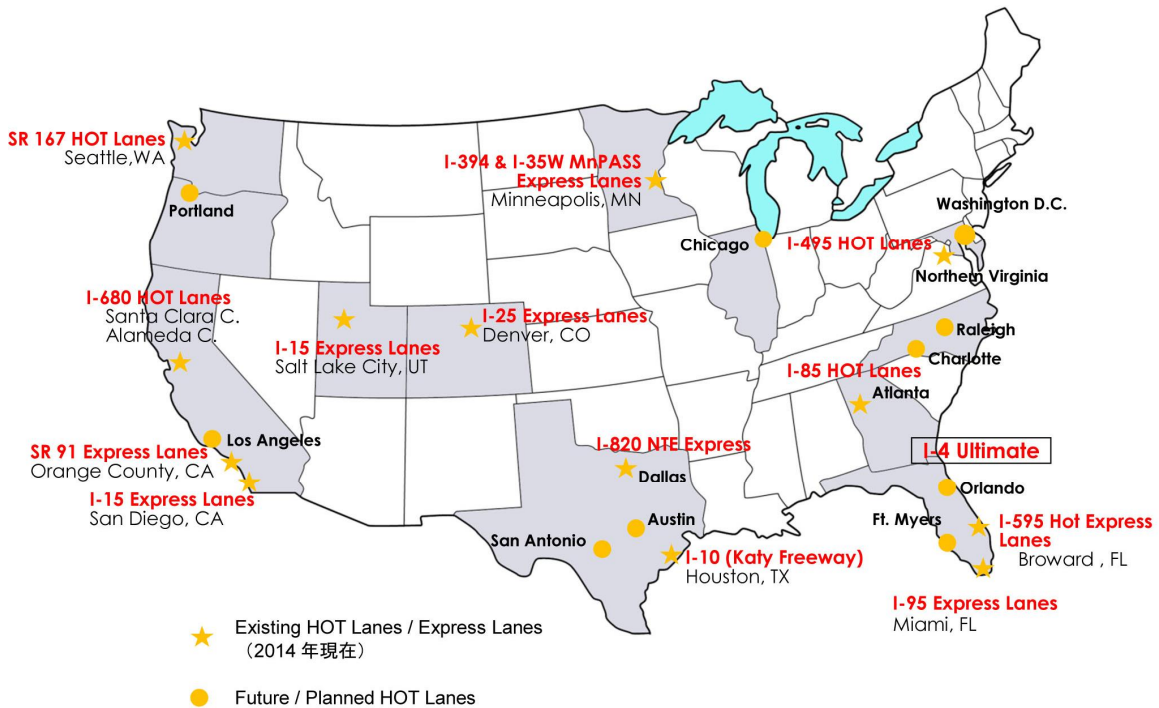 SR 167 HOT Lanes
Seattle,WA
Portland
I-394 & I-35W MnPASS
Express Lanes
Minneapolis, MN
Washington D.C.
Chicago
I-495 HOT Lanes
Northern Virginia
I-680 HOT Lanes
Santa Clara C.
Alameda C.
I-15 Express Lanes
Salt Lake City, UT
I-25 Express Lanes
Denver, CO
Raleigh
Charlotte
I-85 HOT Lanes
Atlanta
Los Angeles
SR 91 Express Lanes
Orange County, CA
I-15 Express Lanes
San Diego, CA
I-820 NTE Express
Dallas
Austin
San Antonio
I-10 (Katy Freeway)
Houston, TX
I-4 Ultimate
Orlando
Ft. Myers
I-595 Hot Express
Lanes
Broward , FL
I-95 Express Lanes
Miami, FL
Existing HOT Lanes / Express Lanes
（2014 年現在）
Future / Planned HOT Lanes